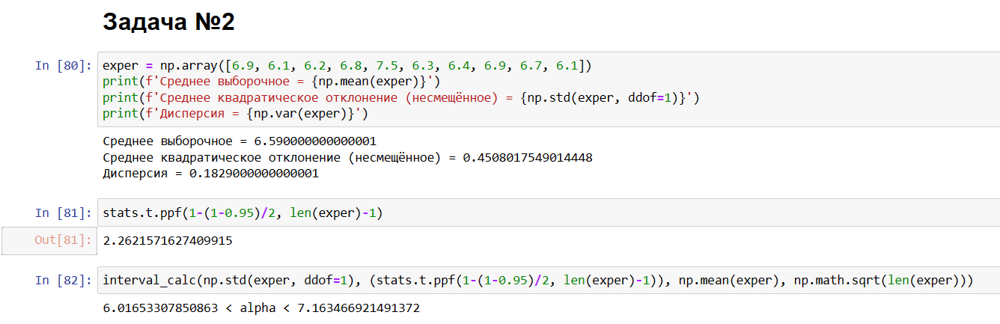 Задача №2
In [80]: exper = np.array([6.9, 6.1, 6.2, 6.8, 7.5, 6.3, 6.4, 6.9, 6.7, 6.1])
print(f'Среднее выборочное = {np.mean(exper)}')
print(f'Среднее квадратическое отклонение (несмещённое) = {np.std(exper, ddof=1)}')
print(f'Дисперсия = {np.var(exper)}')
Среднее выборочное = 6.590000000000001
Среднее квадратическое отклонение (несмещённое) = 0.4508017549014448
Дисперсия = 0.1829000000000001
In [81]: stats.t.ppf(1-(1-0.95)/2, len(exper)-1)
Out[81]: 2.2621571627409915
In [82]: interval_calc(np.std(exper, ddof=1), (stats.t.ppf(1-(1-0.95)/2, len(exper)-1)), np.mean(exper), np.math.sqrt(len(exper)))
6.01653307850863 < alpha < 7.163466921491372